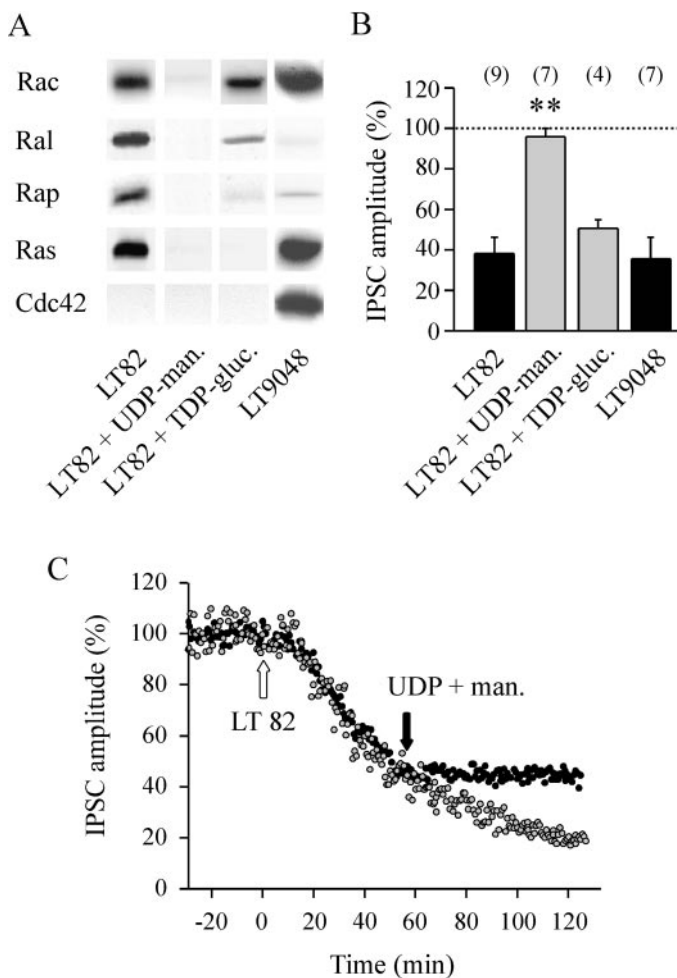 A
Rac
Ral
Rap
Ras
Cdc42
LT82
LT82 + UDP-man.
LT82 + TDP-gluc.
LT9048
B
(9) (7) (4) (7)
**
120
100
80
60
40
20
0
IPSC amplitude (%)
LT82
LT82 + UDP-man.
LT82 + TDP-gluc.
LT9048
C
120
100
80
60
40
20
0
IPSC amplitude (%)
LT 82
UDP + man.
-20 0 20 40 60 80 100 120
Time (min)